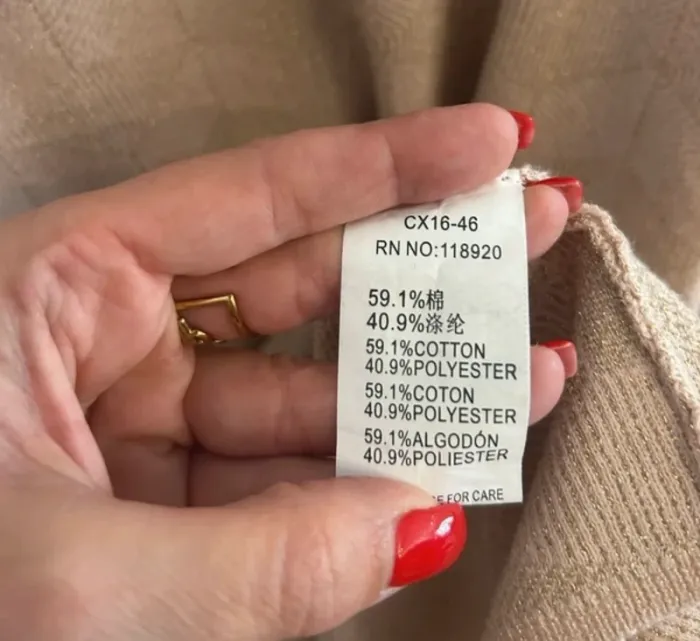 CX16-46
RN NO:118920
59.1%棉
40.9%涤纶
59.1%COTTON
40.9%POLYESTER
59.1%COTON
40.9%POLYESTER
59.1%ALGODÓN
40.9%POLIESTER
FOR CARE